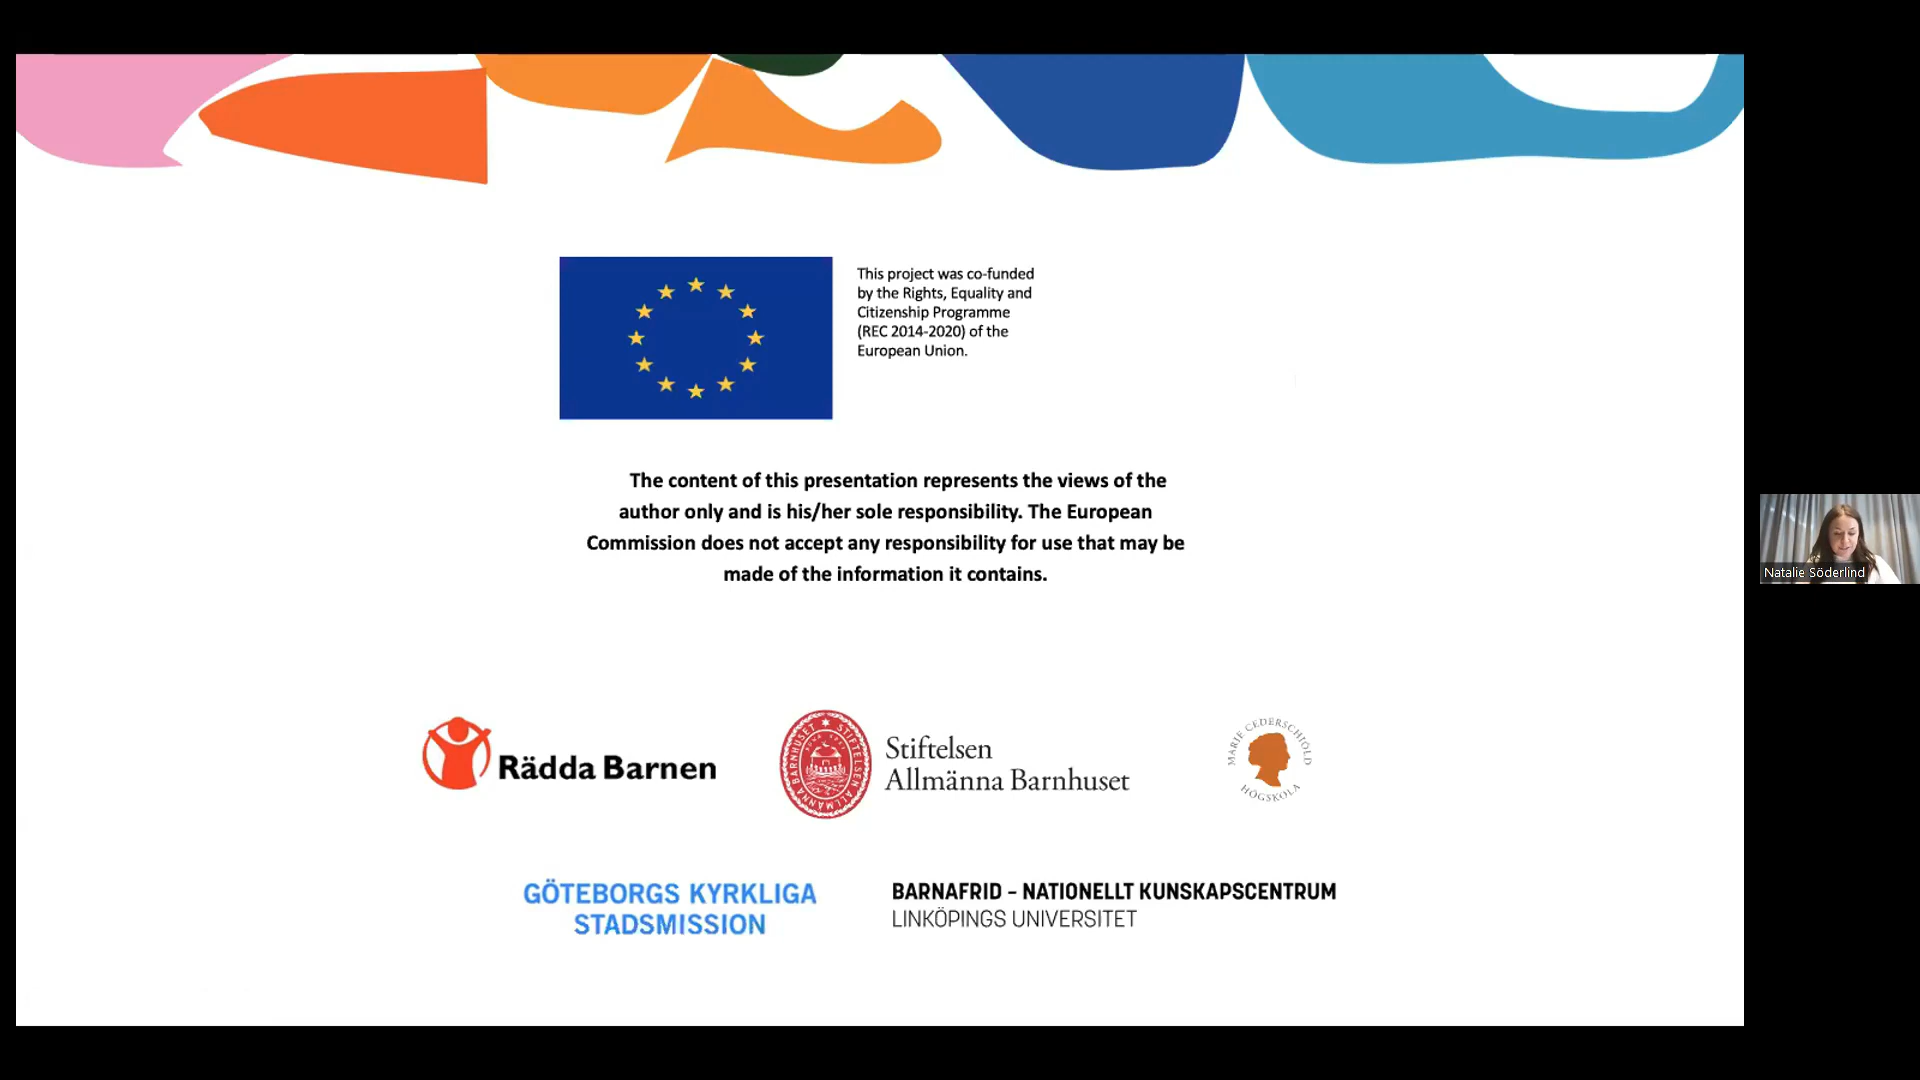 This project was co-funded
by the Rights, Equality and
Citizenship Programme
(REC 2014-2020) of the
European Union.
The content of this presentation represents the views of the
author only and is his/her sole responsibility. The European
Commission does not accept any responsibility for use that may be
made of the information it contains.
Natalie Söderlind
Rädda Barnen
STIFTELSEN ALLMÄNNA BARNHUSET
Stiftelsen
Allmänna Barnhuset
MARIE CEDERSCHIÖLD
HÖGSKOLA
GÖTEBORGS KYRKLIGA
STADSMISSION
BARNAFRID – NATIONELLT KUNSKAPSCENTRUM
LINKÖPINGS UNIVERSITET